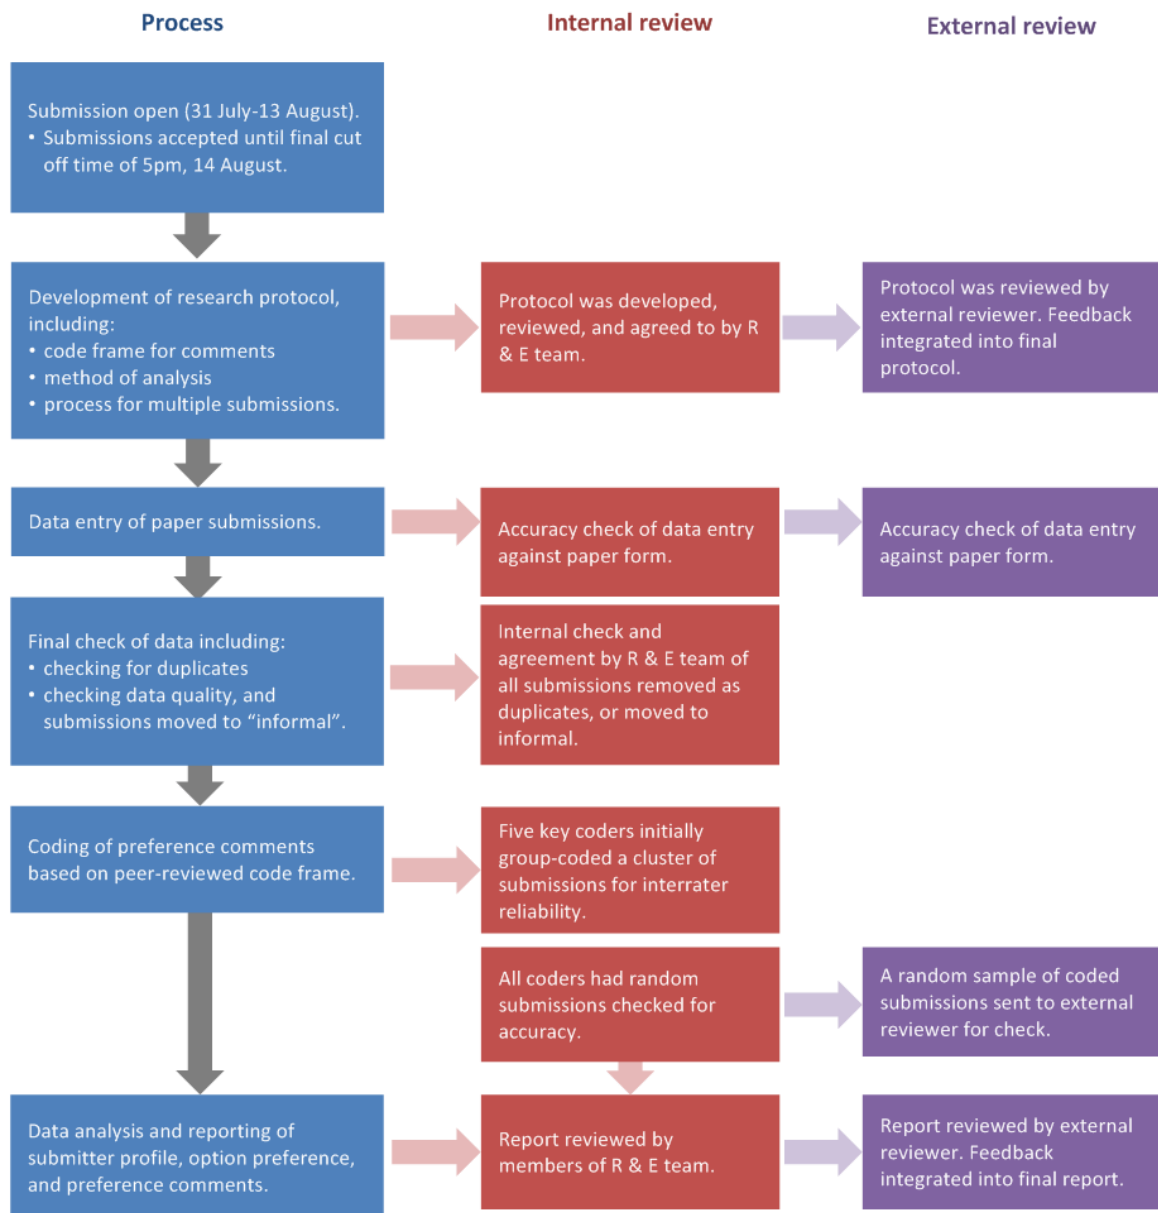 Process
Internal review
External review
Submission open (31 July-13 August).
• Submissions accepted until final cut
off time of 5pm, 14 August.
Development of research protocol,
including:
• code frame for comments
• method of analysis
• process for multiple submissions.
Protocol was developed,
reviewed, and agreed to by R
& E team.
Protocol was reviewed by
external reviewer. Feedback
integrated into final
protocol.
Data entry of paper submissions.
Accuracy check of data entry
against paper form.
Accuracy check of data entry
against paper form.
Final check of data including:
• checking for duplicates
• checking data quality, and
submissions moved to “informal”.
Internal check and
agreement by R & E team of
all submissions removed as
duplicates, or moved to
informal.
Coding of preference comments
based on peer-reviewed code frame.
Five key coders initially
group-coded a cluster of
submissions for interrater
reliability.
All coders had random
submissions checked for
accuracy.
A random sample of coded
submissions sent to external
reviewer for check.
Data analysis and reporting of
submitter profile, option preference,
and preference comments.
Report reviewed by
members of R & E team.
Report reviewed by external
reviewer. Feedback
integrated into final report.